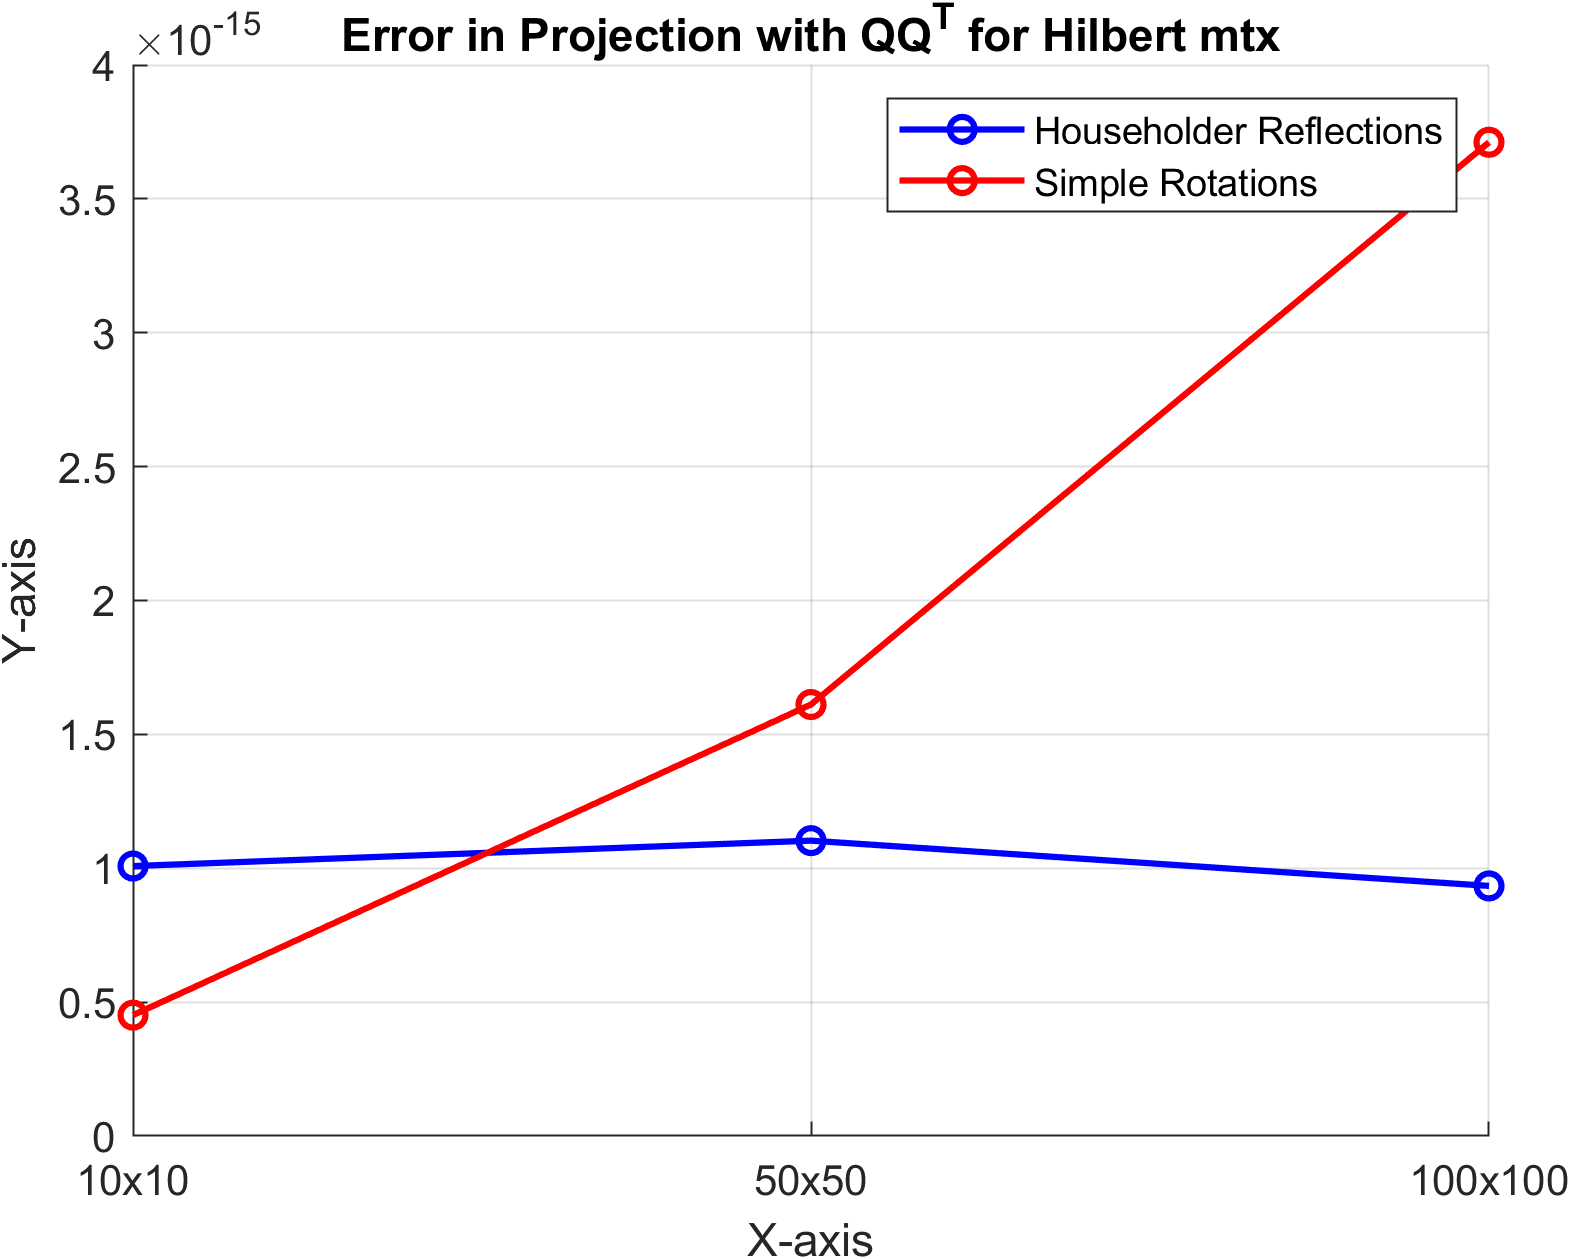 ×10⁻¹⁵
Error in Projection with QQᵀ for Hilbert mtx
Householder Reflections
Simple Rotations
4
3.5
3
2.5
2
1.5
1
0.5
0
Y-axis
10x10
50x50
100x100
X-axis